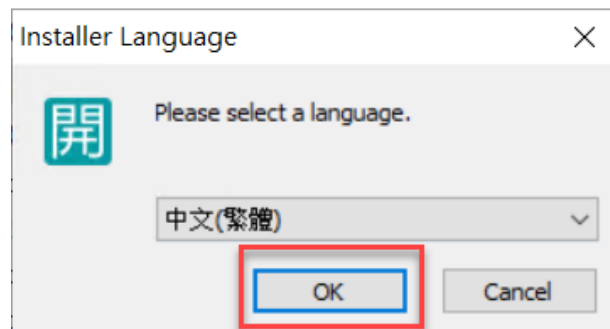 Installer Language
開
Please select a language.
中文(繁體)
OK
Cancel